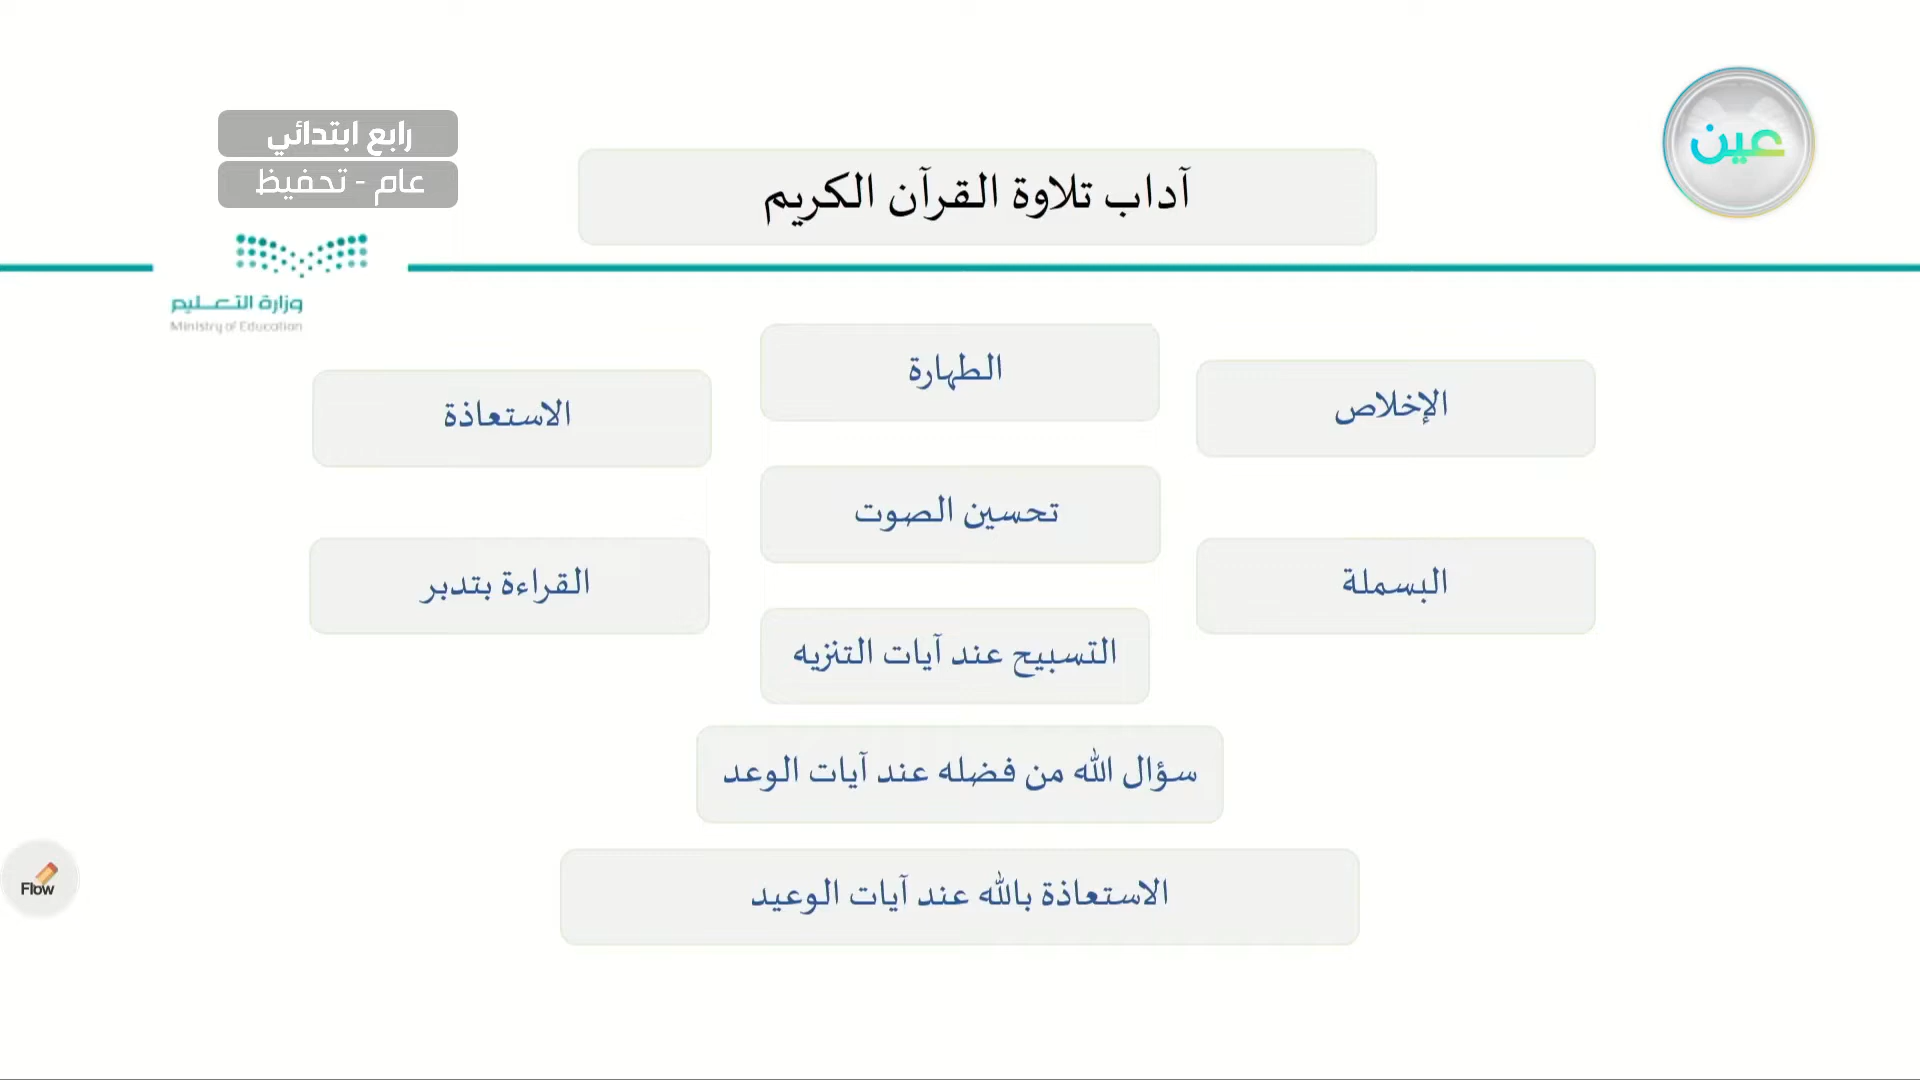 عين
رابع ابتدائي
عام - تحفيظ
آداب تلاوة القرآن الكريم
وزارة التعليم
Ministry of Education
الإخلاص
الطهارة
الاستعاذة
البسملة
تحسين الصوت
القراءة بتدبر
التسبيح عند آيات التنزيه
سؤال الله من فضله عند آيات الوعد
الاستعاذة بالله عند آيات الوعيد
Flow